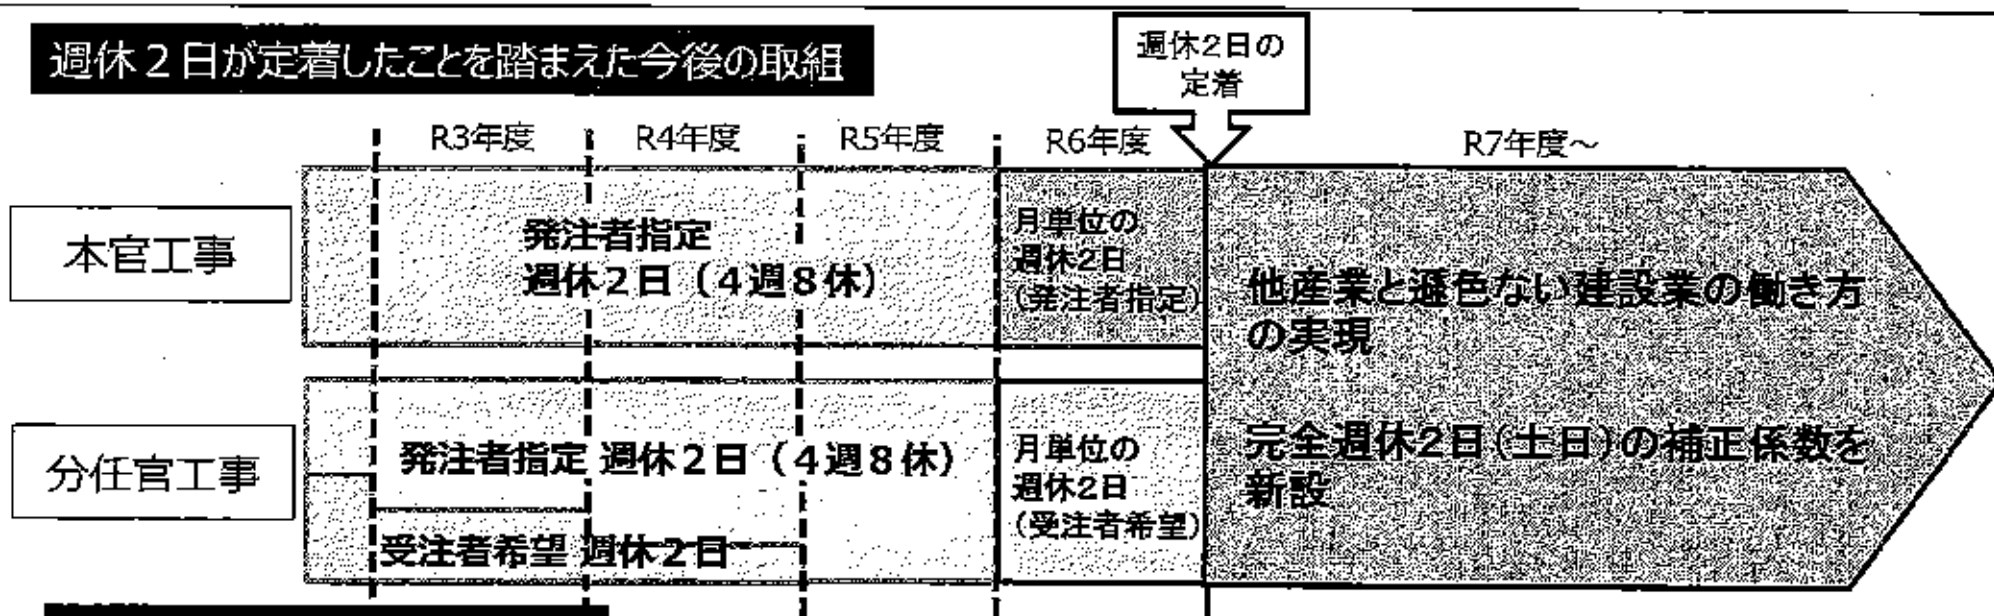 週休2日が定着したことを踏まえた今後の取組
週休2日の
定着
R3年度
R4年度
R5年度
R6年度
R7年度～
本官工事
発注者指定
週休2日（4週8休）
月単位の
週休2日
(発注者指定)
他産業と遜色ない建設業の働き方
の実現
完全週休2日(土日)の補正係数を
新設
分任官工事
発注者指定 週休2日（4週8休）
受注者希望 週休2日
月単位の
週休2日
(受注者希望)